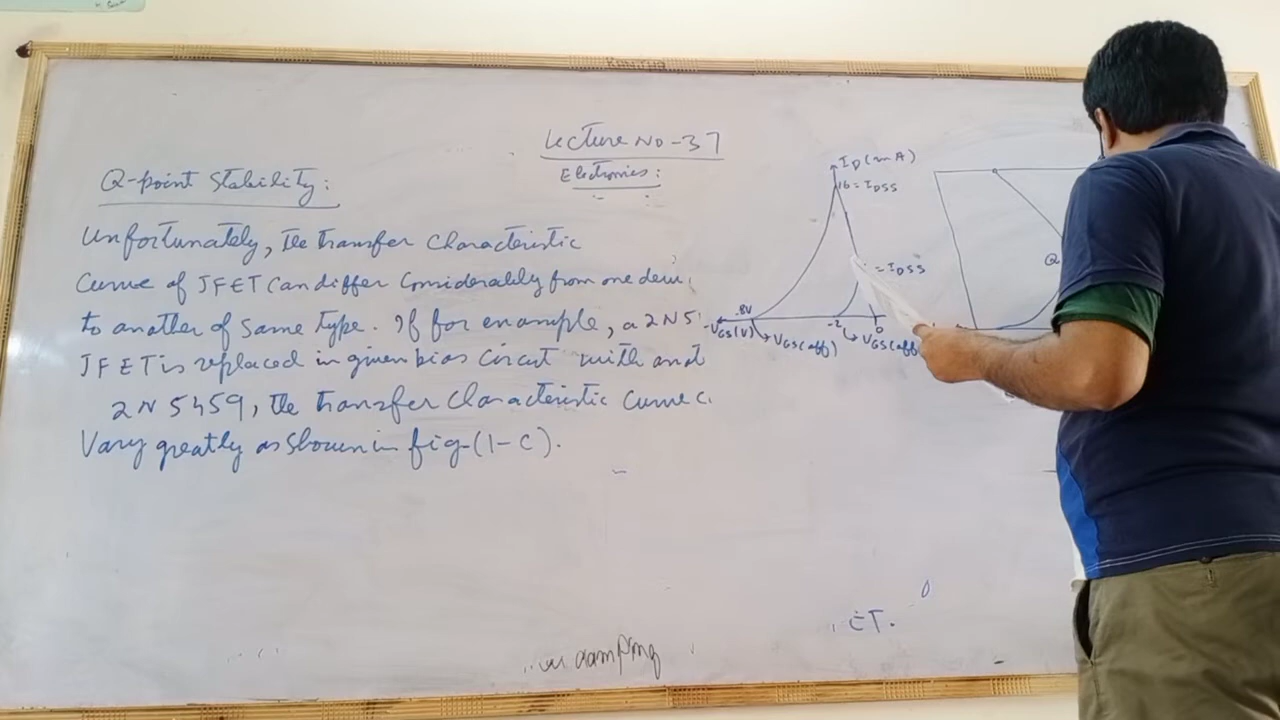 Lecture No-37
Electronics:
Q-point Stability:
Unfortunately, the transfer characteristic
Curve of JFET Can differ Considerably from one
to another of same type. If for example, a 2N5
JFET is replaced in given bias circuit with
2N5459, the transfer characteristic curve
Vary greatly as shown in fig-(1-c).
ID (mA)
16 = IDSS
= IDSS
-8V
-2
0
-VGS(V)
VGS(off)
VGS(off
Q
ET.
damping